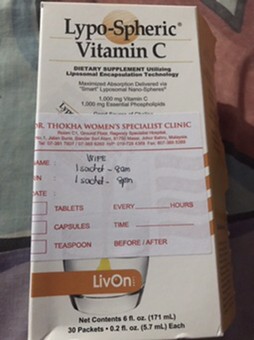 Lypo-Spheric®
Vitamin C
DIETARY SUPPLEMENT Utilizing
Liposomal Encapsulation Technology
Maximized Absorption Delivered via
"Smart" Liposomal Nano-Spheres®
1,000 mg Vitamin C
1,000 mg Essential Phospholipids
DR. THOKHA WOMEN'S SPECIALIST CLINIC
NAME :
WIFE
1 sachet - 9am
1 sachet - 9pm
DATE :
TABLETS EVERY HOURS
CAPSULES TIME
TEASPOON BEFORE / AFTER
LivOn
Net Contents 6 fl. oz. (171 mL)
30 Packets • 0.2 fl oz. (5.7 mL) Each